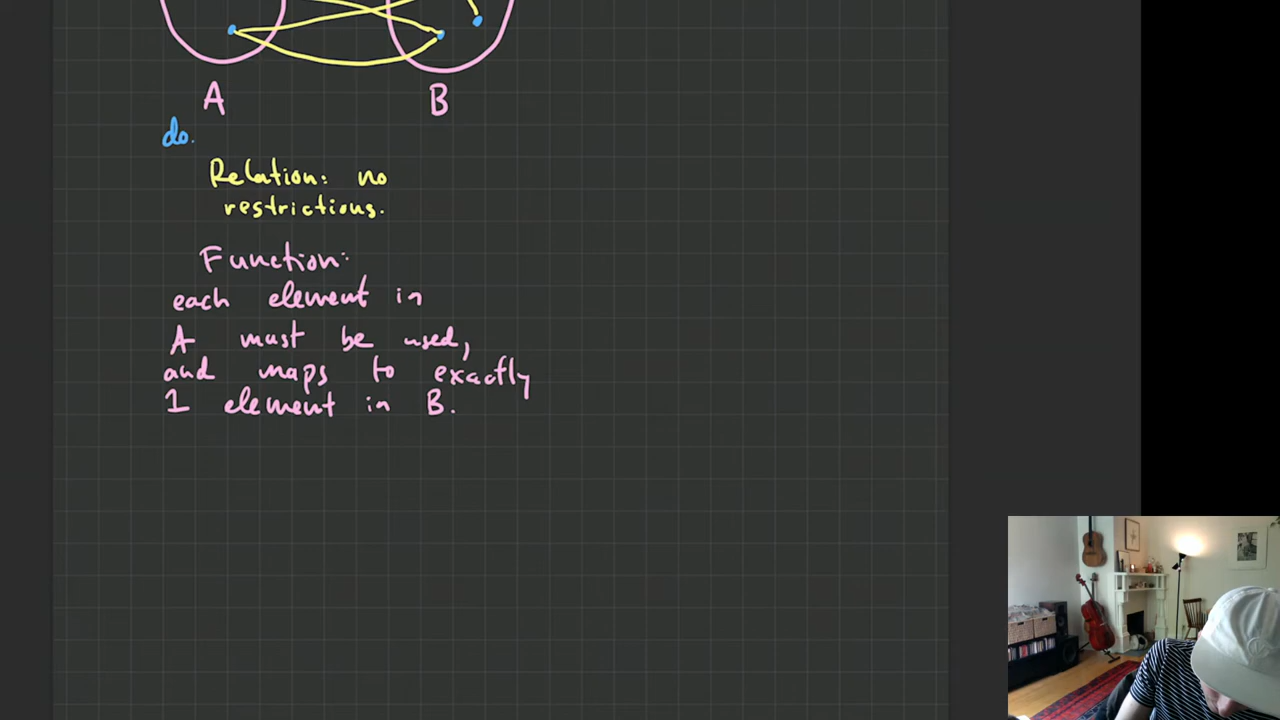 A B
do.
Relation: no
restrictions.
Function:
each element in
A must be used,
and maps to exactly
1 element in B.